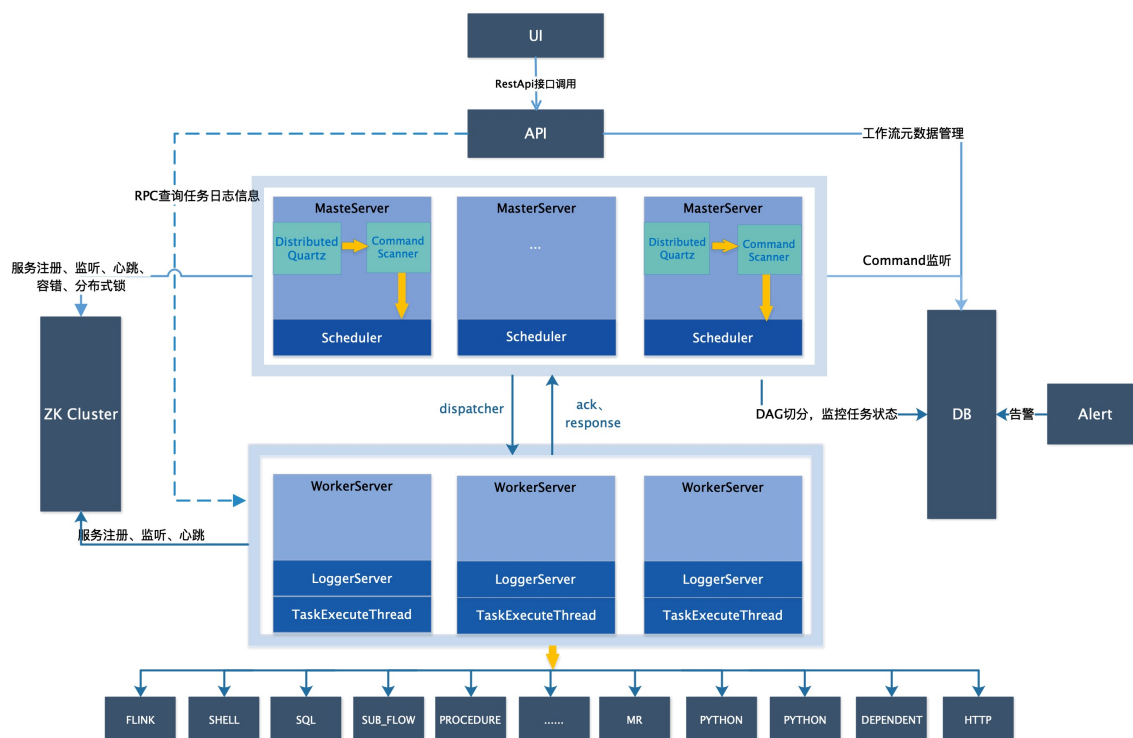 UI
RestApi接口调用
API
工作流元数据管理
RPC查询任务日志信息
MasteServer
MasterServer
MasterServer
Distributed
Quartz
Command
Scanner
...
Distributed
Quartz
Command
Scanner
服务注册、监听、心跳、
容错、分布式锁
Command监听
Scheduler
Scheduler
Scheduler
ZK Cluster
dispatcher
ack、
response
DAG切分，监控任务状态
DB
告警
Alert
WorkerServer
WorkerServer
WorkerServer
服务注册、监听、心跳
LoggerServer
LoggerServer
LoggerServer
TaskExecuteThread
TaskExecuteThread
TaskExecuteThread
FLINK
SHELL
SQL
SUB_FLOW
PROCEDURE
......
MR
PYTHON
PYTHON
DEPENDENT
HTTP